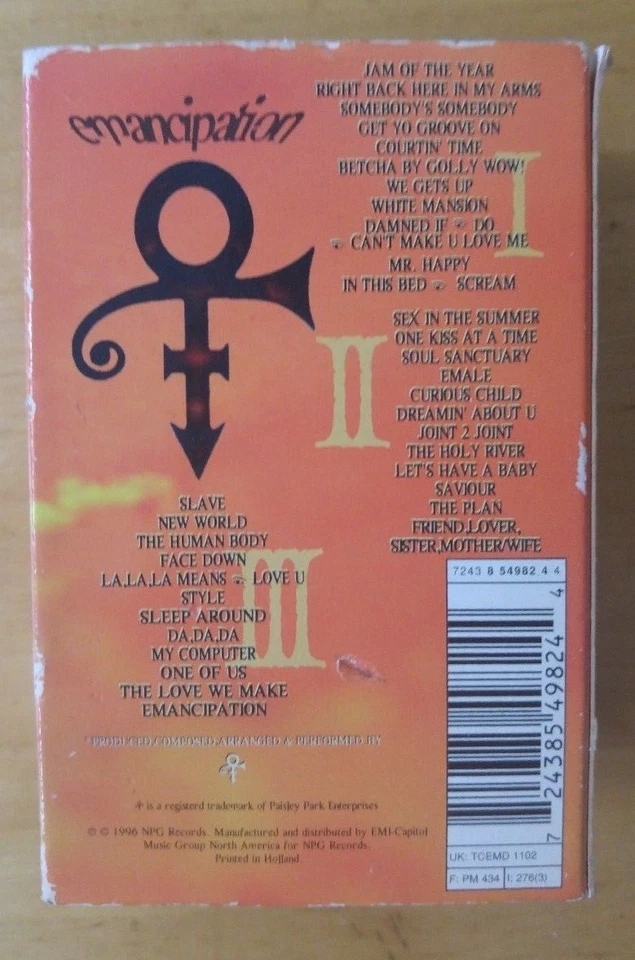 emancipation
JAM OF THE YEAR
RIGHT BACK HERE IN MY ARMS
SOMEBODY'S SOMEBODY
GET YO GROOVE ON
COURTIN' TIME
BETCHA BY GOLLY WOW!
WE GETS UP
WHITE MANSION
DAMNED IF 👁 DO
👁 CAN'T MAKE U LOVE ME
MR. HAPPY
IN THIS BED 👁 SCREAM
I
SEX IN THE SUMMER
ONE KISS AT A TIME
SOUL SANCTUARY
EMALE
CURIOUS CHILD
DREAMIN' ABOUT U
JOINT 2 JOINT
THE HOLY RIVER
LET'S HAVE A BABY
SAVIOUR
THE PLAN
FRIEND,LOVER,
SISTER,MOTHER/WIFE
II
SLAVE
NEW WORLD
THE HUMAN BODY
FACE DOWN
LA,LA,LA MEANS 👁 LOVE U
STYLE
SLEEP AROUND
DA,DA,DA
MY COMPUTER
ONE OF US
THE LOVE WE MAKE
EMANCIPATION
III
PRODUCED,COMPOSED,ARRANGED & PERFORMED BY
is a registerd trademark of Paisley Park Enterprises
℗ © 1996 NPG Records. Manufactured and distributed by EMI-Capitol
Music Group North America for NPG Records.
Printed in Holland
7243 8 54982 4 4
7 24385 49824 4
UK: TCEMD 1102
F: PM 434 I: 276(3)